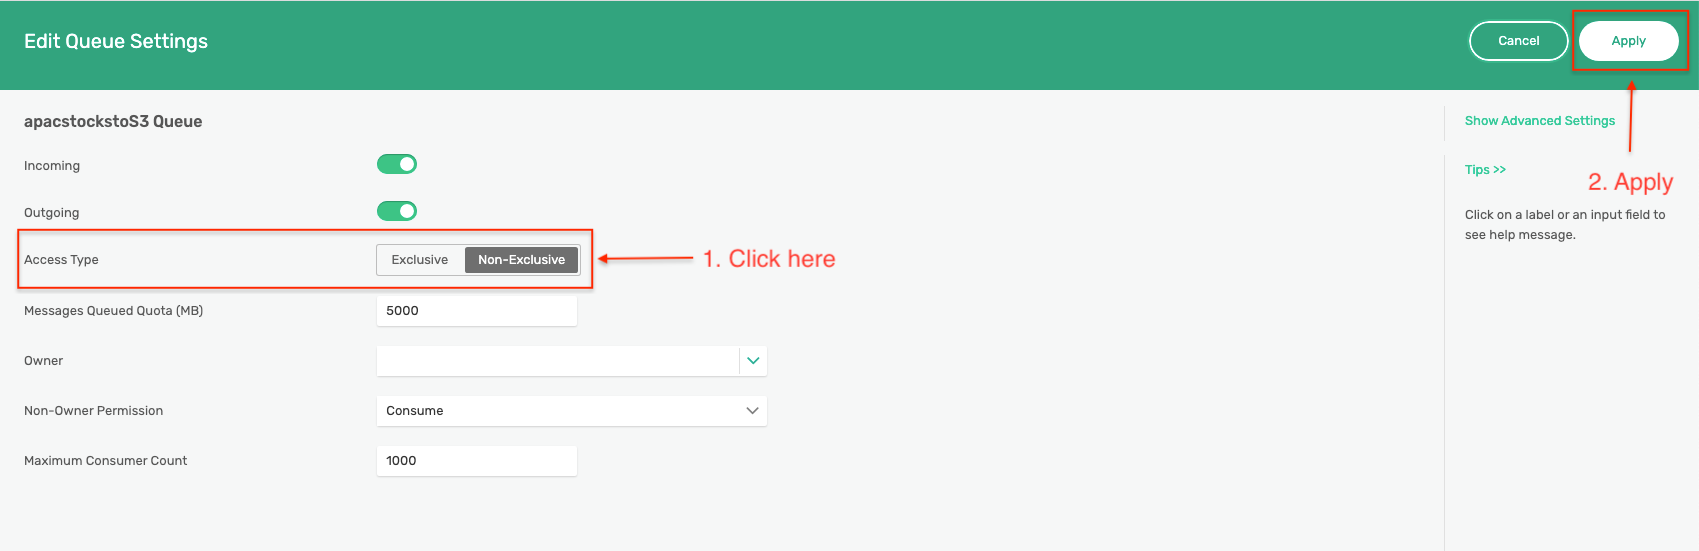 Edit Queue Settings
Cancel
Apply
apacstockstoS3 Queue
Show Advanced Settings
Incoming
Tips >>
2. Apply
Outgoing
Click on a label or an input field to
see help message.
Access Type
Exclusive
Non-Exclusive
1. Click here
Messages Queued Quota (MB)
5000
Owner
Non-Owner Permission
Consume
Maximum Consumer Count
1000